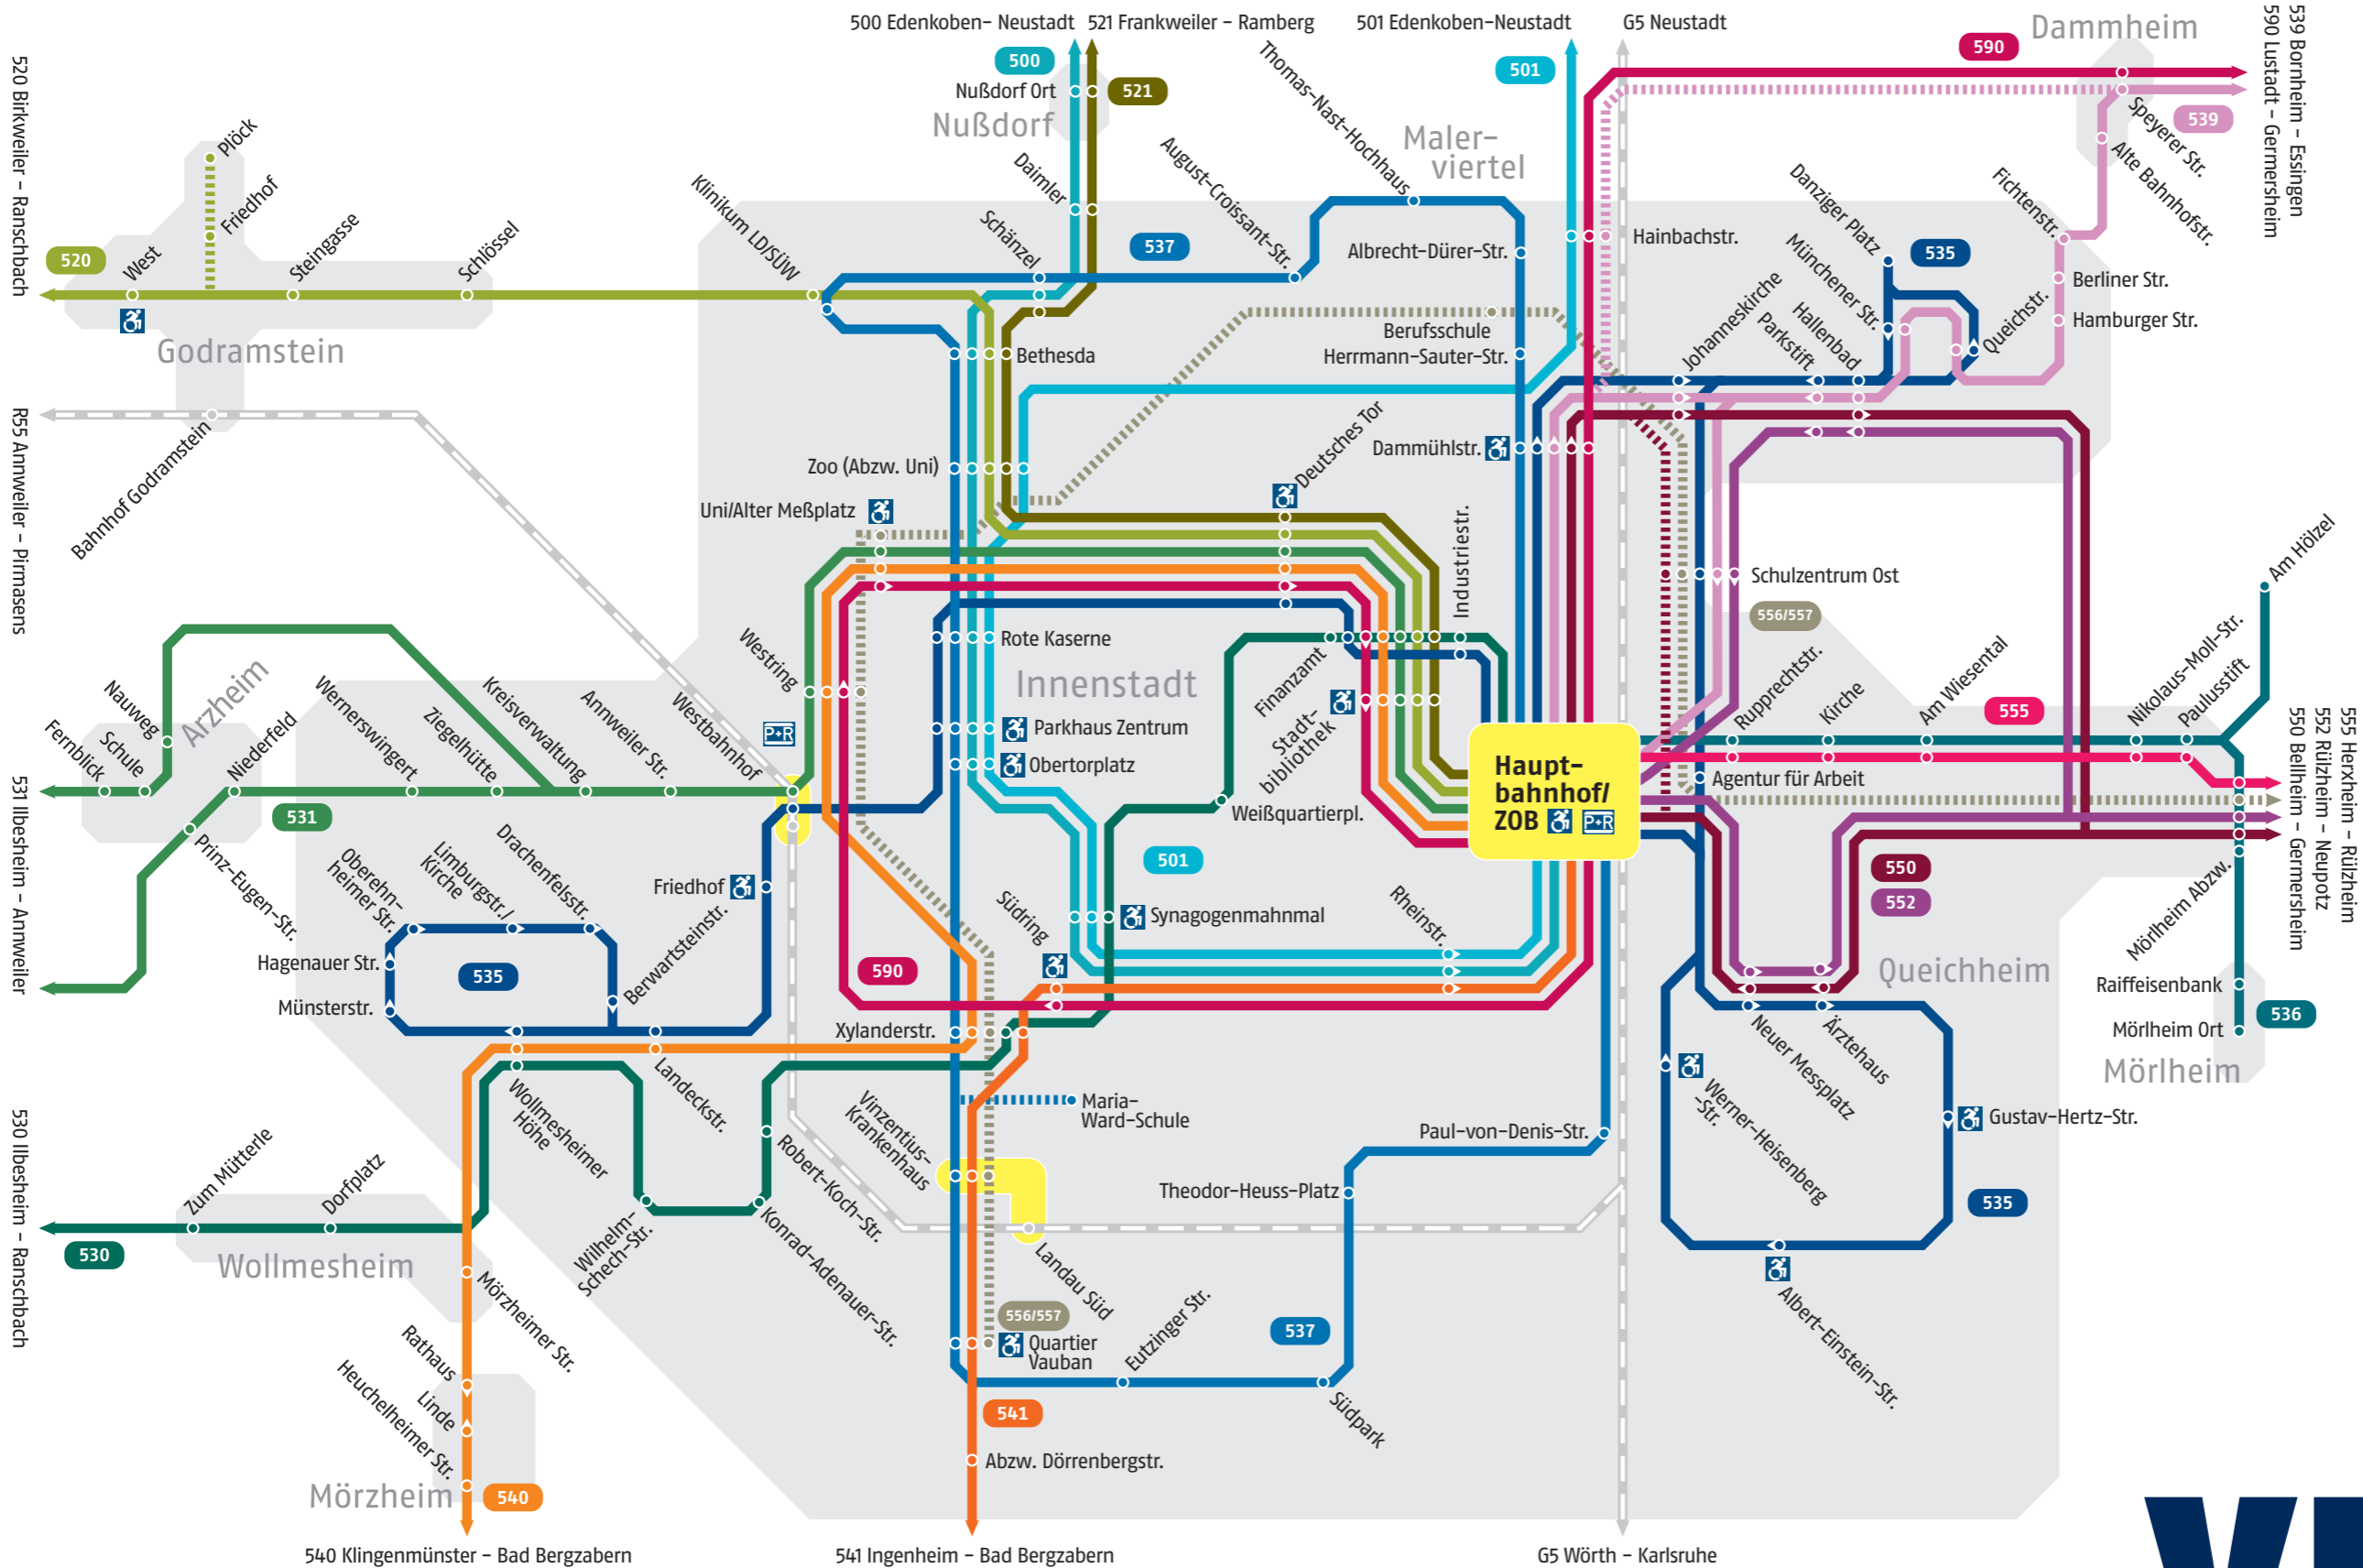 500 Edenkoben- Neustadt
521 Frankweiler - Ramberg
501 Edenkoben-Neustadt
G5 Neustadt
539 Bornheim - Essingen
590 Lustadt - Germersheim
Dammheim
590
539
500
521
501
Nußdorf Ort
Nußdorf
Thomas-Nast-Hochhaus
Maler-
viertel
Speyerer Str.
Alte Bahnhofstr.
520 Birkweiler - Ranschbach
Plöck
Friedhof
520
West
Steingasse
Schlössel
Godramstein
Klinikum LD/SÜW
Daimler
Schänzel
August-Croissant-Str.
537
Albrecht-Dürer-Str.
Hainbachstr.
Danziger Platz
535
Münchener Str.
Fichtenstr.
Berliner Str.
Hamburger Str.
Queichstr.
Johanneskirche
Parkstift
Hallenbad
Berufsschule
Herrmann-Sauter-Str.
Bethesda
Zoo (Abzw. Uni)
Uni/Alter Meßplatz
Deutsches Tor
Dammühlstr.
Industriestr.
R55 Annweiler - Pirmasens
Bahnhof Godramstein
Schulzentrum Ost
556/557
Am Hölzel
Rote Kaserne
Innenstadt
Westring
P+R
Westbahnhof
Parkhaus Zentrum
Obertorplatz
Finanzamt
Stadt-
bibliothek
Weißquartierpl.
Haupt-
bahnhof/
ZOB P+R
Agentur für Arbeit
Rupprechtstr.
Kirche
Am Wiesental
555
Nikolaus-Moll-Str.
Paulusstift
555 Herxheim - Rülzheim
552 Rülzheim - Neupotz
550 Bellheim - Germersheim
Arzheim
Nauweg
Schule
Fernblick
Niederfeld
Wernerswingert
Ziegelhütte
Kreisverwaltung
Annweiler Str.
531
Prinz-Eugen-Str.
531 Ilbesheim - Annweiler
Oberehn-
heimer Str.
Limburgstr./
Kirche
Drachenfelsstr.
Friedhof
Berwartsteinstr.
Hagenauer Str.
535
Münsterstr.
590
Südring
501
Synagogenmahnmal
Rheinstr.
550
552
Mörlheim Abzw.
Queichheim
Raiffeisenbank
536
Mörlheim Ort
Mörlheim
Neuer Messplatz
Ärztehaus
Werner-Heisenberg
-Str.
Gustav-Hertz-Str.
535
Albert-Einstein-Str.
Xylanderstr.
Landeckstr.
Wollmesheimer
Höhe
Maria-
Ward-Schule
Vinzentius-
Krankenhaus
Robert-Koch-Str.
Konrad-Adenauer-Str.
Wilhelm-
Schech-Str.
Paul-von-Denis-Str.
Theodor-Heuss-Platz
Landau Süd
530 Ilbesheim - Ranschbach
Zum Mütterle
Dorfplatz
530
Wollmesheim
Mörzheimer Str.
556/557
Quartier
Vauban
Eutzinger Str.
537
Südpark
Rathaus
Linde
Heuchelheimer Str.
Mörzheim
540
541
Abzw. Dörrenbergstr.
540 Klingenmünster - Bad Bergzabern
541 Ingenheim - Bad Bergzabern
G5 Wörth - Karlsruhe